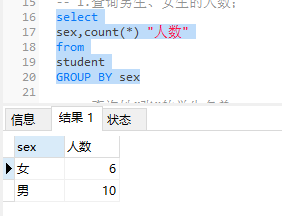 15 -- 1.查询男生、女生的人数；
16 select
17 sex,count(*) "人数"
18 from
19 student
20 GROUP BY sex
信息 结果 1 状态
sex 人数
女 6
男 10